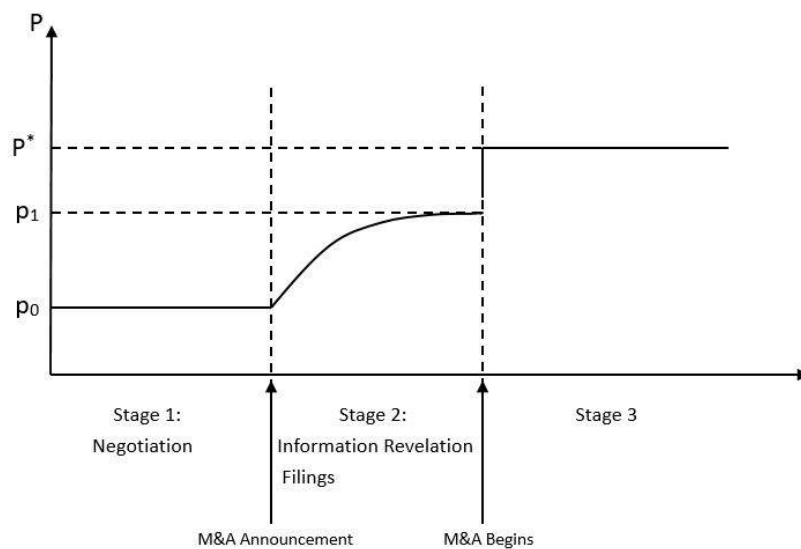 P
P*
p₁
p₀
Stage 1:
Negotiation
Stage 2:
Information Revelation
Filings
Stage 3
M&A Announcement
M&A Begins